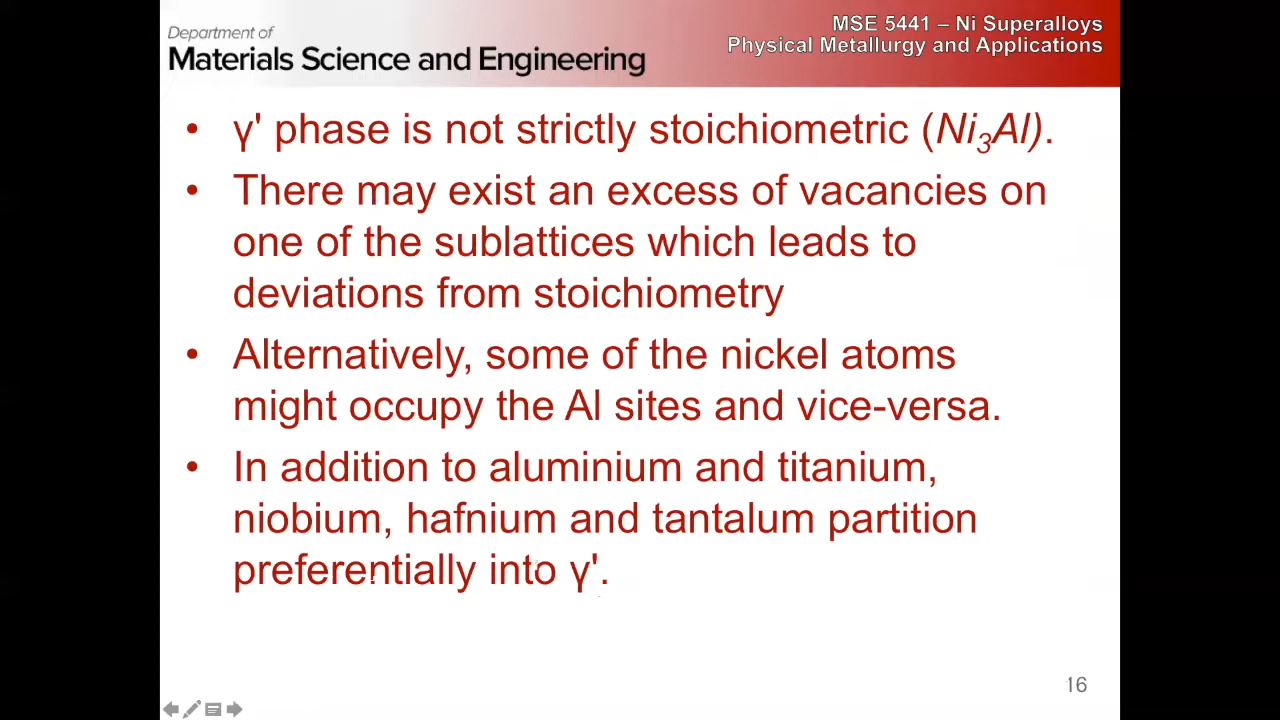 Department of
Materials Science and Engineering
MSE 5441 – Ni Superalloys
Physical Metallurgy and Applications
• γ' phase is not strictly stoichiometric (Ni₃Al).
• There may exist an excess of vacancies on
one of the sublattices which leads to
deviations from stoichiometry
• Alternatively, some of the nickel atoms
might occupy the Al sites and vice-versa.
• In addition to aluminium and titanium,
niobium, hafnium and tantalum partition
preferentially into γ'.
16